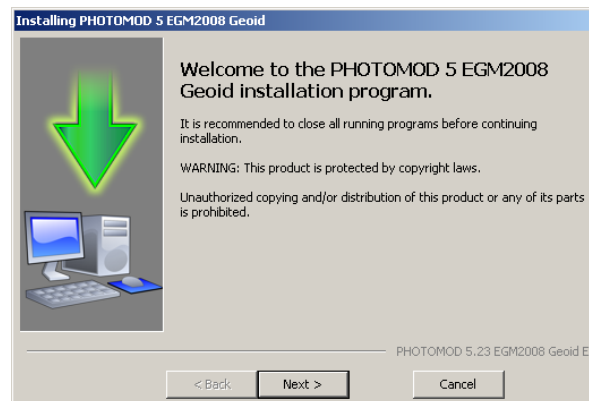 Installing PHOTOMOD 5 EGM2008 Geoid
Welcome to the PHOTOMOD 5 EGM2008
Geoid installation program.
It is recommended to close all running programs before continuing
installation.
WARNING: This product is protected by copyright laws.
Unauthorized copying and/or distribution of this product or any of its parts
is prohibited.
PHOTOMOD 5.23 EGM2008 Geoid E
< Back
Next >
Cancel